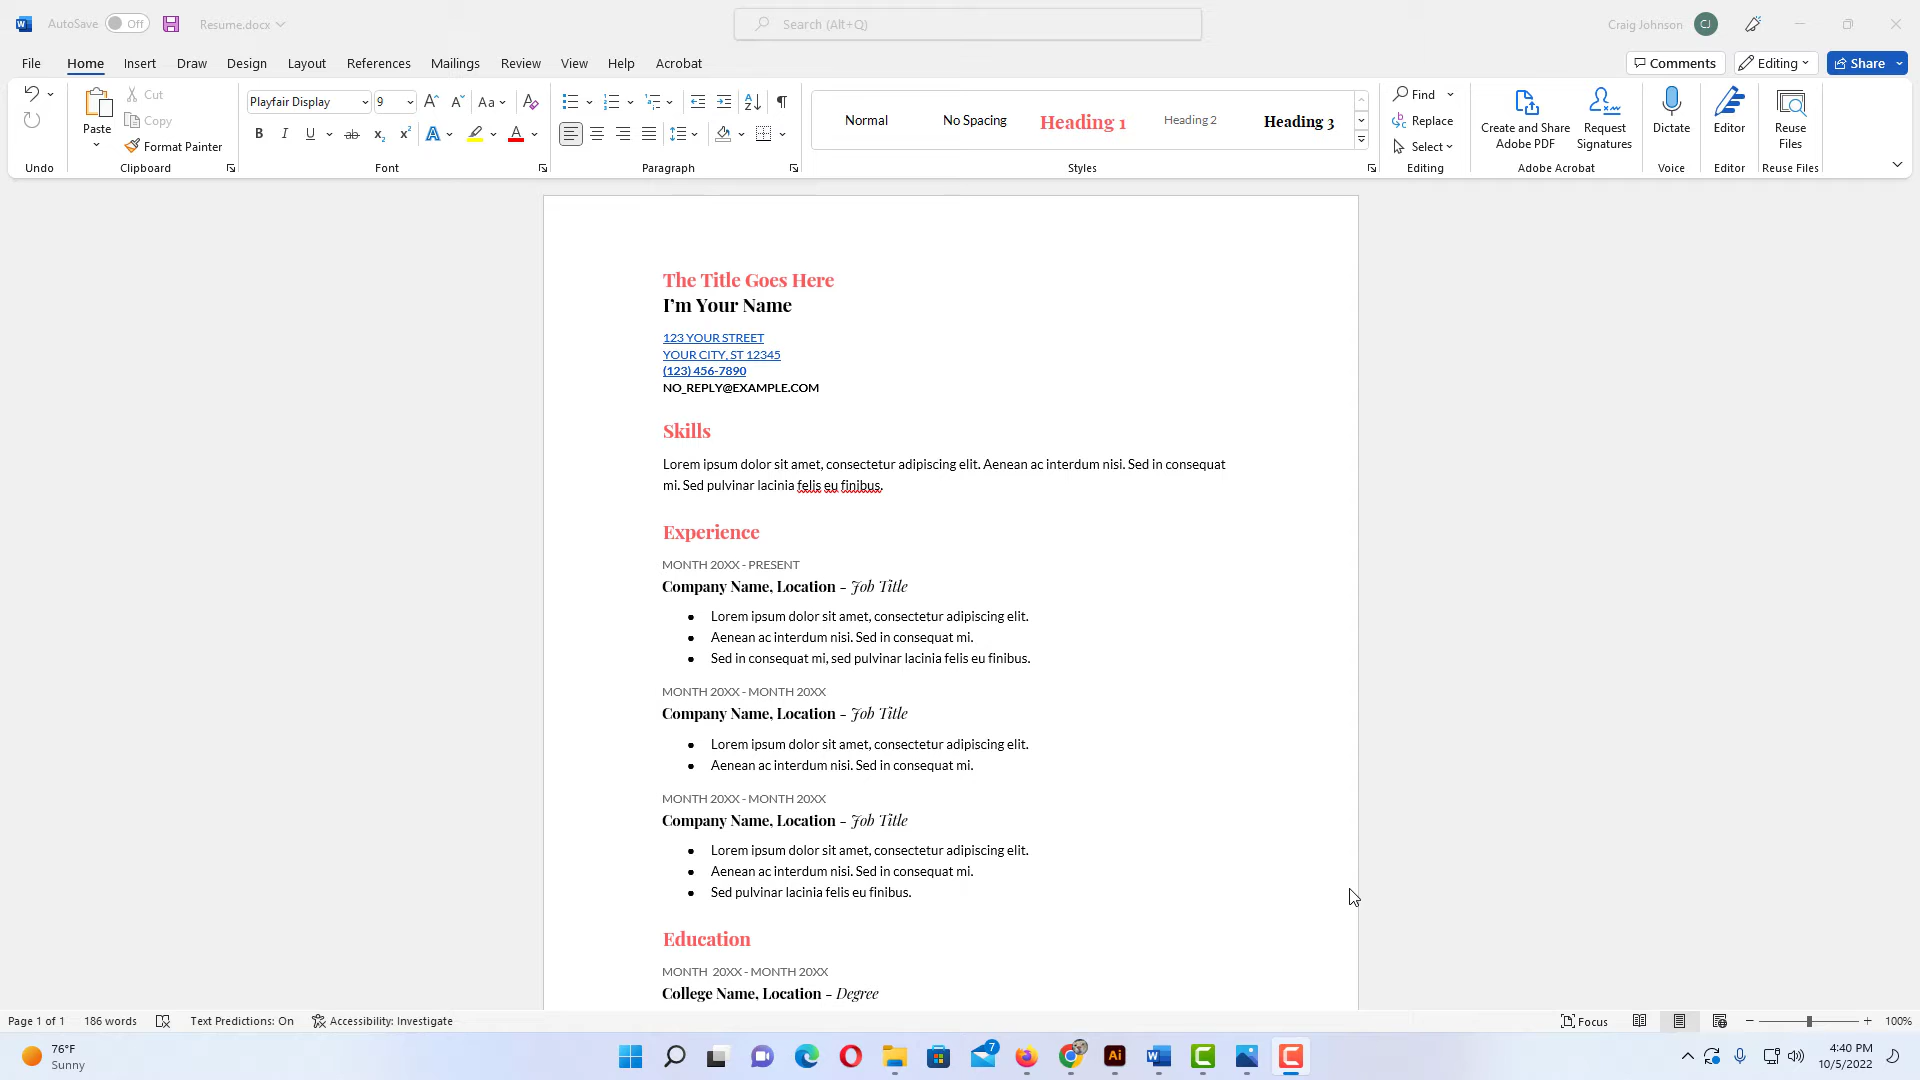 AutoSave Off Resume.docx Search (Alt+Q) Craig Johnson CJ
File Home Insert Draw Design Layout References Mailings Review View Help Acrobat Comments Editing Share
Paste Cut Copy Format Painter
Playfair Display 9
Normal No Spacing Heading 1 Heading 2 Heading 3
Find Replace Select
Create and Share Adobe PDF Request Signatures Dictate Editor Reuse Files
Undo Clipboard Font Paragraph Styles Editing Adobe Acrobat Voice Editor Reuse Files
The Title Goes Here
I'm Your Name
123 YOUR STREET
YOUR CITY, ST 12345
(123) 456-7890
NO_REPLY@EXAMPLE.COM
Skills
Lorem ipsum dolor sit amet, consectetur adipiscing elit. Aenean ac interdum nisi. Sed in consequat
mi. Sed pulvinar lacinia felis eu finibus.
Experience
MONTH 20XX - PRESENT
Company Name, Location - Job Title
● Lorem ipsum dolor sit amet, consectetur adipiscing elit.
● Aenean ac interdum nisi. Sed in consequat mi.
● Sed in consequat mi, sed pulvinar lacinia felis eu finibus.
MONTH 20XX - MONTH 20XX
Company Name, Location - Job Title
● Lorem ipsum dolor sit amet, consectetur adipiscing elit.
● Aenean ac interdum nisi. Sed in consequat mi.
MONTH 20XX - MONTH 20XX
Company Name, Location - Job Title
● Lorem ipsum dolor sit amet, consectetur adipiscing elit.
● Aenean ac interdum nisi. Sed in consequat mi.
● Sed pulvinar lacinia felis eu finibus.
Education
MONTH 20XX - MONTH 20XX
College Name, Location - Degree
Page 1 of 1 186 words Text Predictions: On Accessibility: Investigate Focus 100%
76°F
Sunny
7
Ai
4:40 PM
10/5/2022